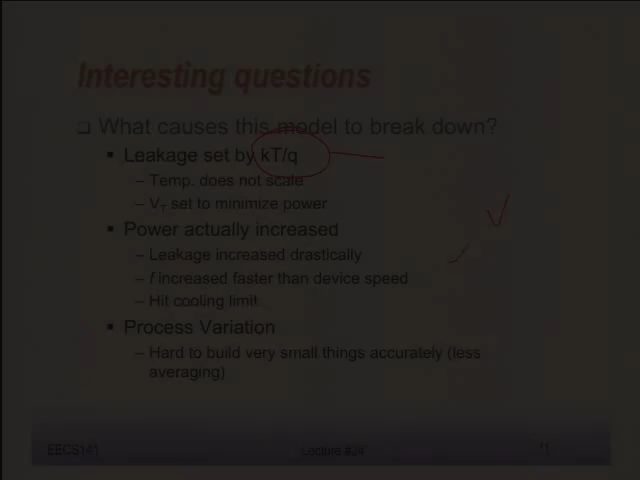 Interesting questions
What causes this model to break down?
Leakage set by kT/q
– Temp. does not scale
– VT set to minimize power
Power actually increased
– Leakage increased drastically
– f increased faster than device speed
– Hit cooling limit
Process Variation
– Hard to build very small things accurately (less
averaging)
EECS141
Lecture #24